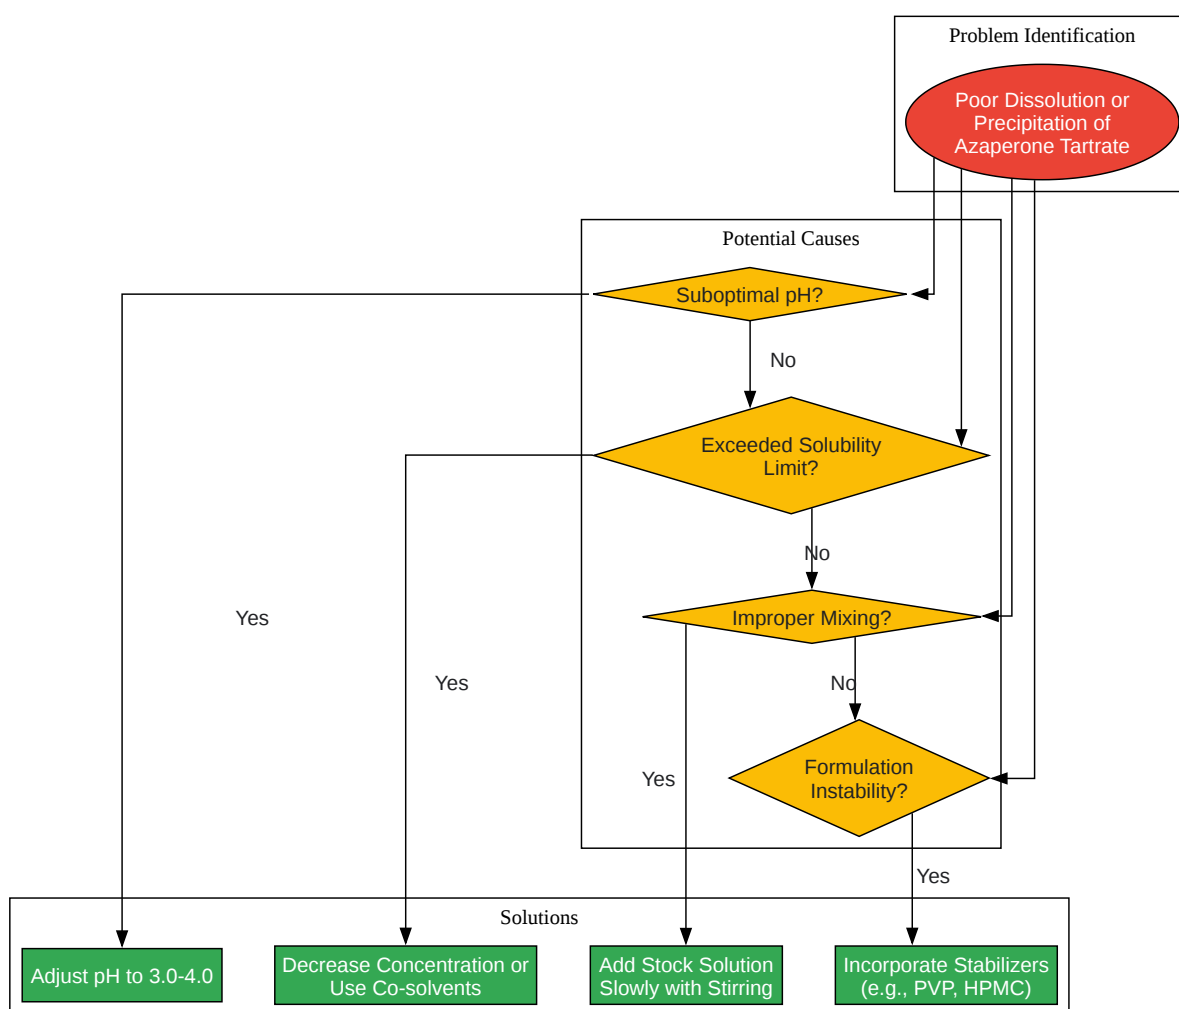 Problem Identification
Poor Dissolution or
Precipitation of
Azaperone Tartrate
Potential Causes
Suboptimal pH?
No
Exceeded Solubility
Limit?
No
Yes
Improper Mixing?
Yes
No
Yes
Formulation
Instability?
Yes
Solutions
Adjust pH to 3.0-4.0
Decrease Concentration or
Use Co-solvents
Add Stock Solution
Slowly with Stirring
Incorporate Stabilizers
(e.g., PVP, HPMC)